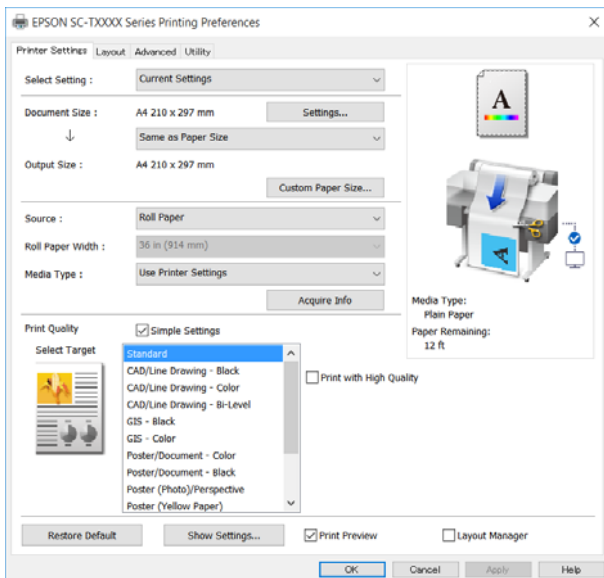 EPSON SC-TXXXX Series Printing Preferences
Printer Settings Layout Advanced Utility
Select Setting : Current Settings
Document Size : A4 210 x 297 mm Settings...
Same as Paper Size
Output Size : A4 210 x 297 mm
Custom Paper Size...
Source : Roll Paper
Roll Paper Width : 36 in (914 mm)
Media Type : Use Printer Settings
Acquire Info
A
A
Media Type:
Plain Paper
Paper Remaining:
12 ft
Print Quality Simple Settings
Select Target
Standard
CAD/Line Drawing - Black
CAD/Line Drawing - Color
CAD/Line Drawing - Bi-Level
GIS - Black
GIS - Color
Poster/Document - Color
Poster/Document - Black
Poster (Photo)/Perspective
Poster (Yellow Paper)
Print with High Quality
Restore Default Show Settings... Print Preview Layout Manager
OK Cancel Apply Help